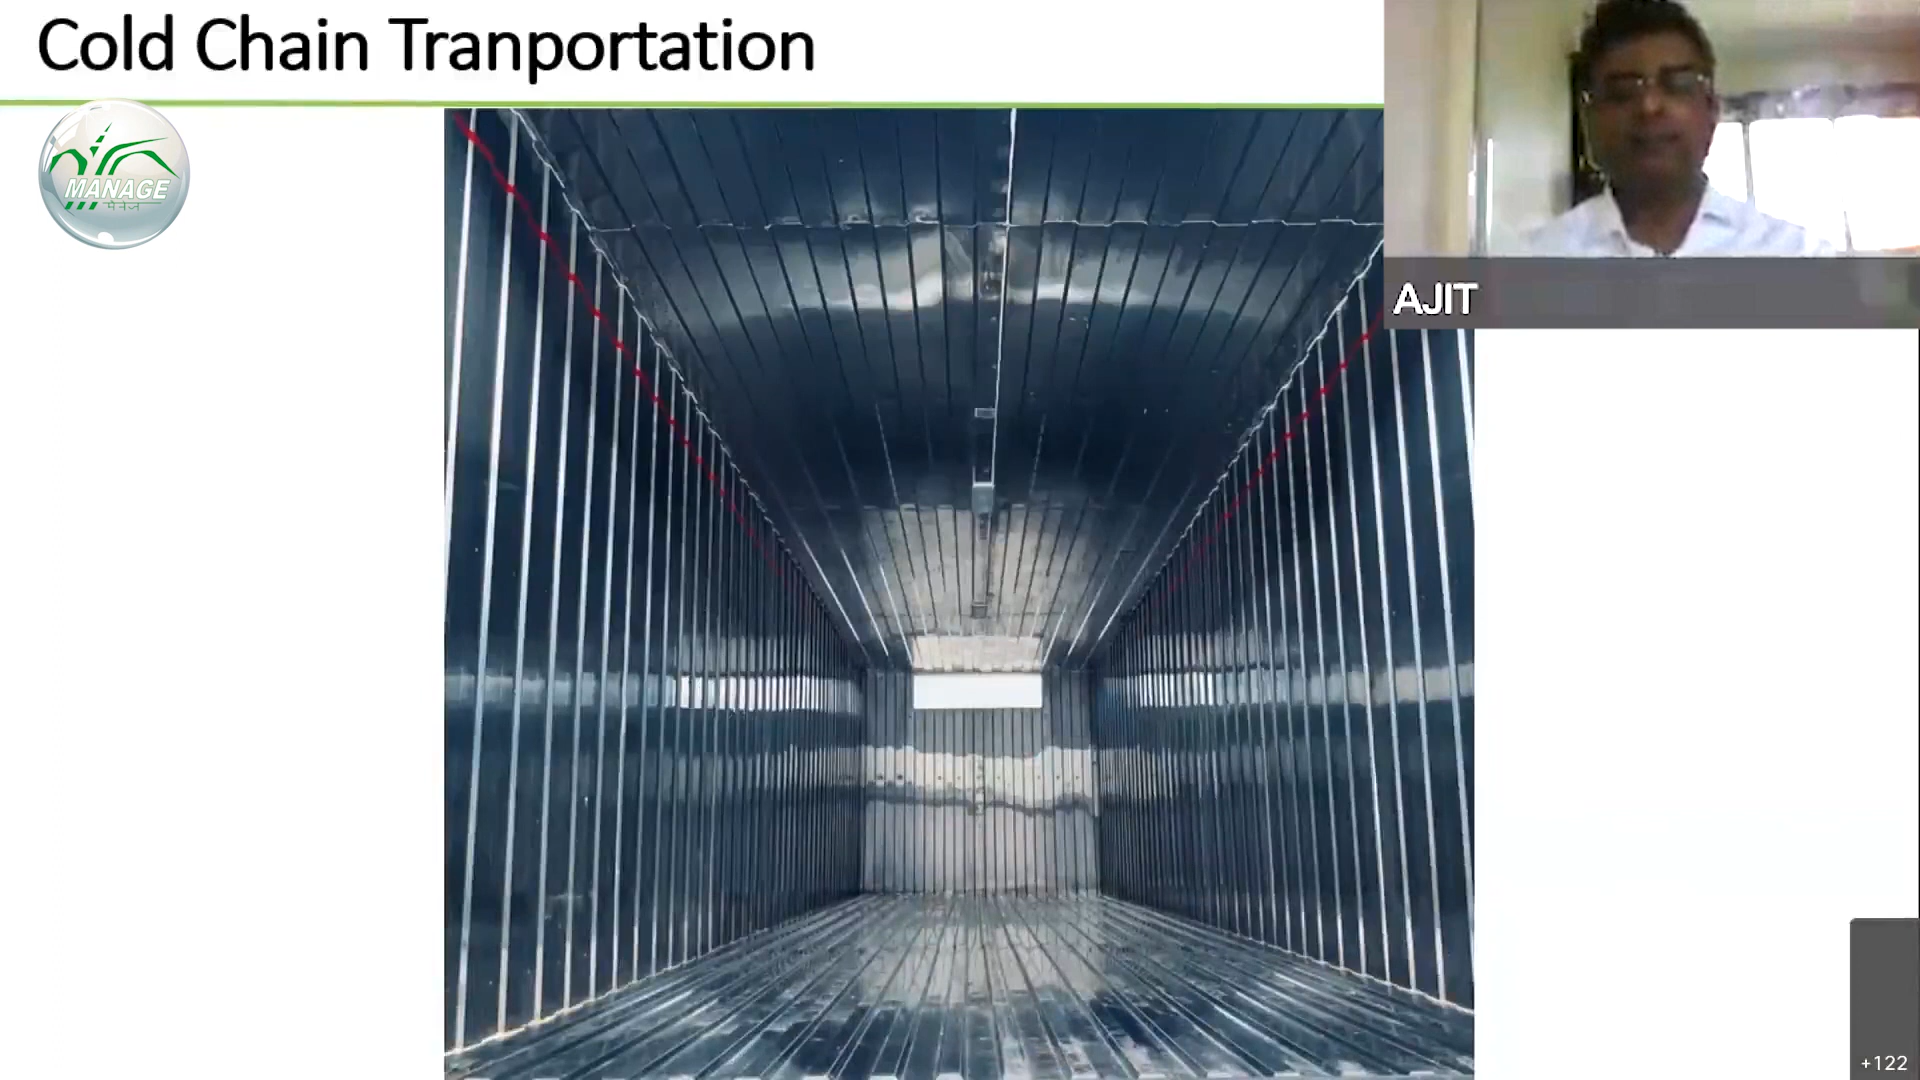 Cold Chain Tranportation
MANAGE
मैनेज
AJIT
+122